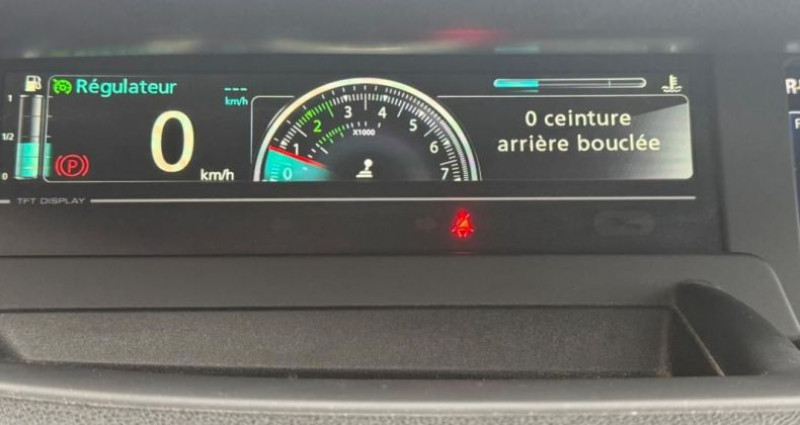 Régulateur
---
km/h
1
1/2
0
P
0
km/h
0 1 2 3 4 5 6 7
X1000
0 ceinture
arrière bouclée
TFT DISPLAY